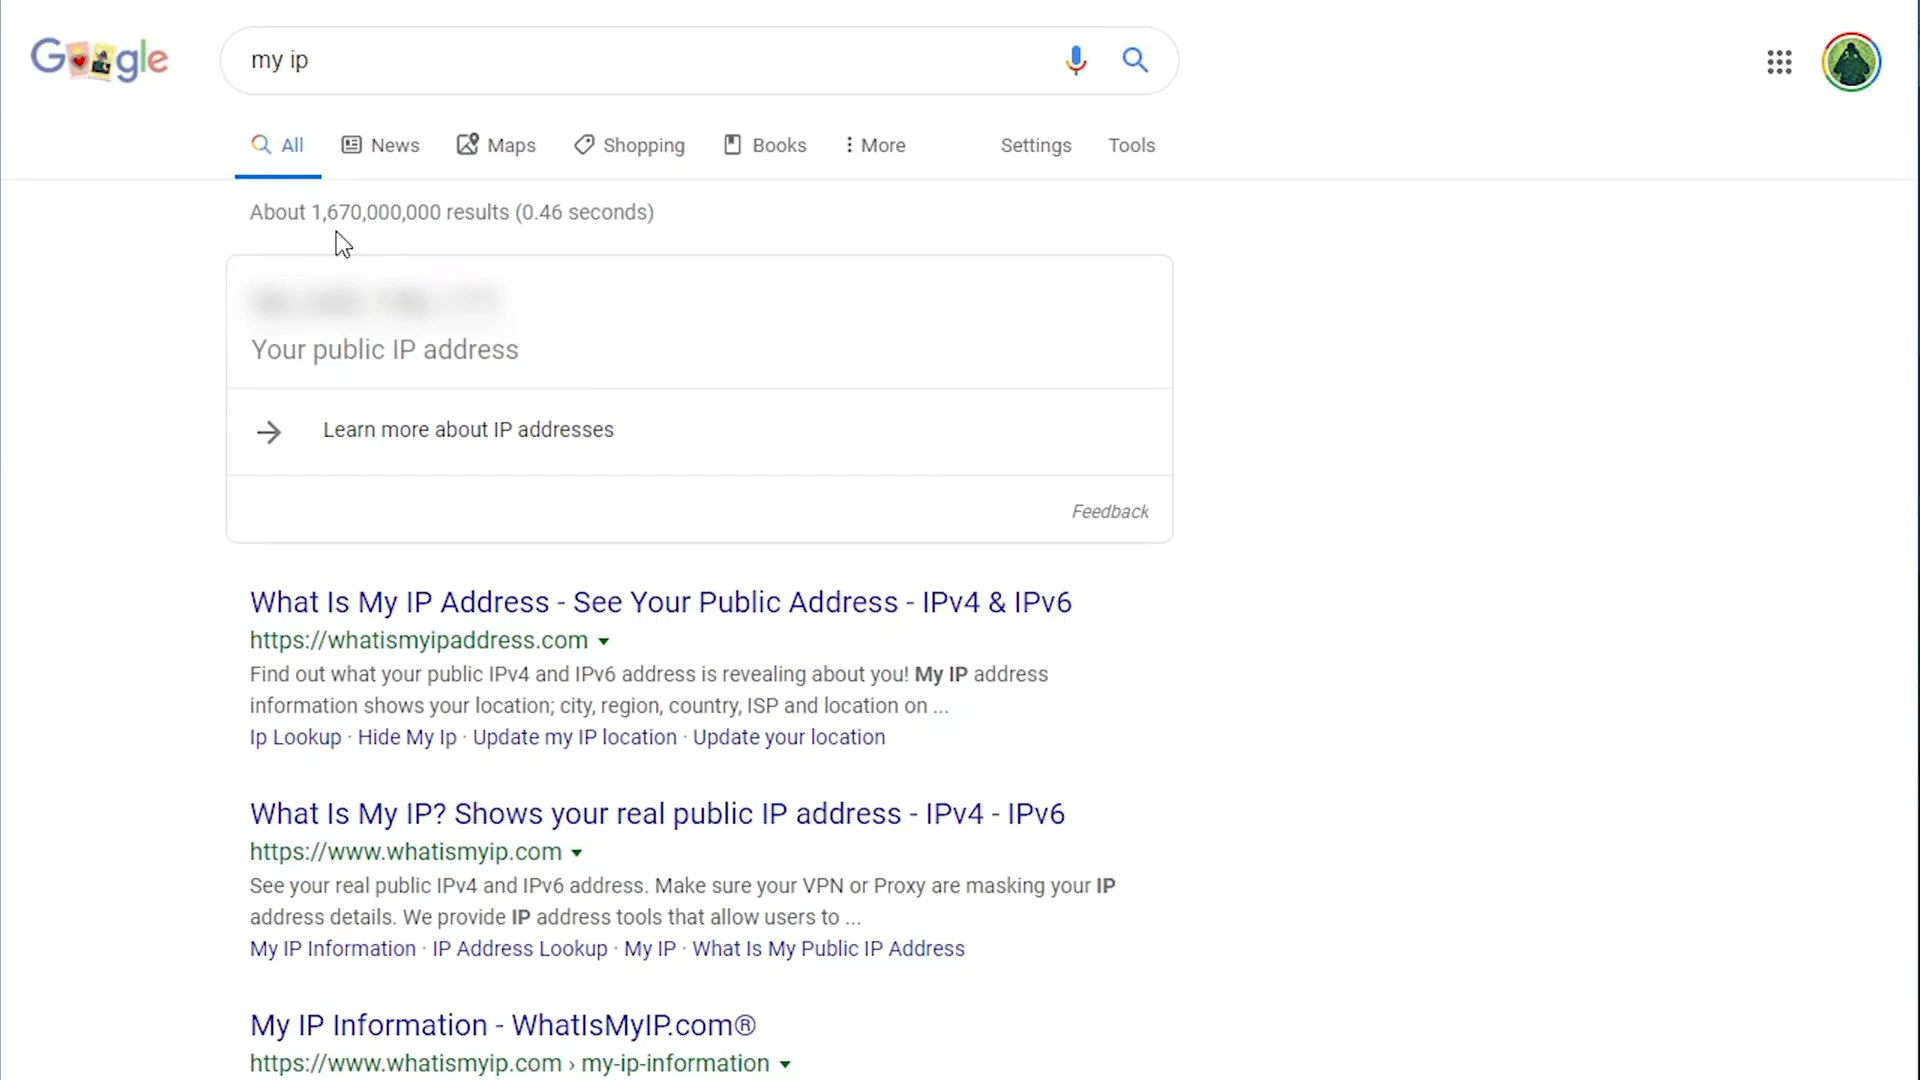 Google
my ip
All News Maps Shopping Books More Settings Tools
About 1,670,000,000 results (0.46 seconds)
Your public IP address
Learn more about IP addresses
Feedback
What Is My IP Address - See Your Public Address - IPv4 & IPv6
https://whatismyipaddress.com
Find out what your public IPv4 and IPv6 address is revealing about you! My IP address
information shows your location; city, region, country, ISP and location on ...
Ip Lookup · Hide My Ip · Update my IP location · Update your location
What Is My IP? Shows your real public IP address - IPv4 - IPv6
https://www.whatismyip.com
See your real public IPv4 and IPv6 address. Make sure your VPN or Proxy are masking your IP
address details. We provide IP address tools that allow users to ...
My IP Information · IP Address Lookup · My IP · What Is My Public IP Address
My IP Information - WhatIsMyIP.com®
https://www.whatismyip.com › my-ip-information